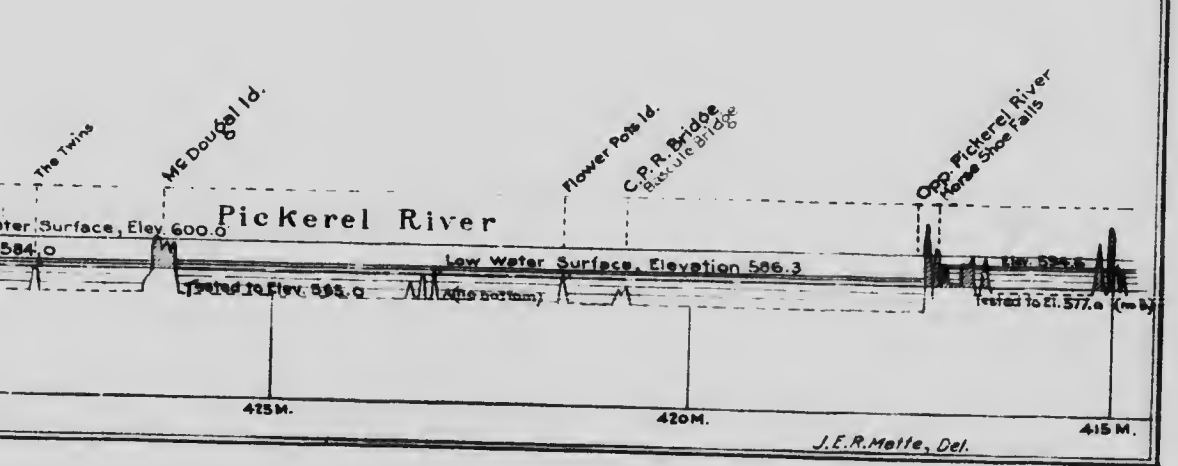 The Twins
McDougal Id.
Flower Pots Id.
C.P.R. Bridge
Bascule Bridge
Opp. Pickerel River
Horse Shoe Falls
Pickerel River
ter Surface, Elev. 600.0
584.0
Low Water Surface, Elevation 586.3
Tested to Elev. 565.0
(no bottom)
Tested to El. 577.0
425 M.
420 M.
415 M.
J.E.R. Matte, Del.